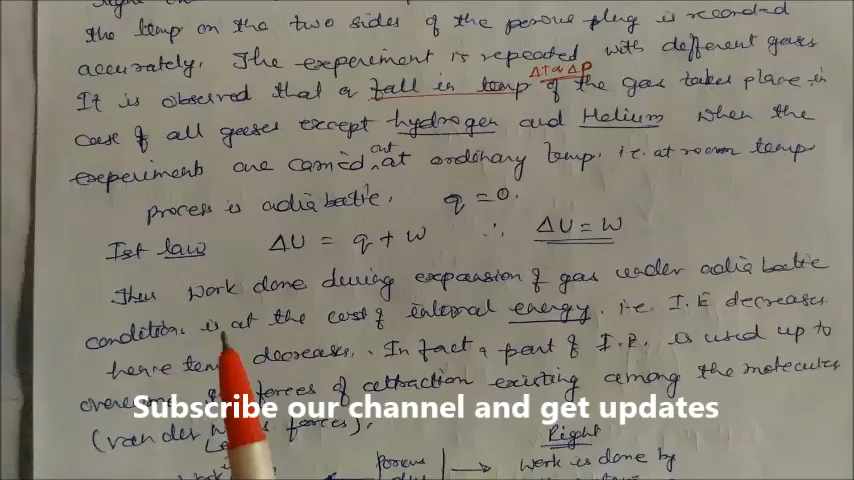 the temp on the two sides of the porous plug is recorded
accurately. The experiment is repeated with different gases
ΔT α ΔP
It is observed that a fall in temp of the gas takes place in
case of all gases except hydrogen and Helium when the
experiments are carried out at ordinary temp. i.e. at room temp.
process is adiabatic. q = 0.
Ist law ΔU = q + w ∴ ΔU = w
Thus work done during expansion of gas under adiabatic
conditions is at the cost of internal energy. i.e. I.E decreases
hence decreases. In fact a part of I.E. is used up to
overcome forces of attraction existing among the molecules
Subscribe our channel and get updates
(van der forces).
Right
porous work is done by